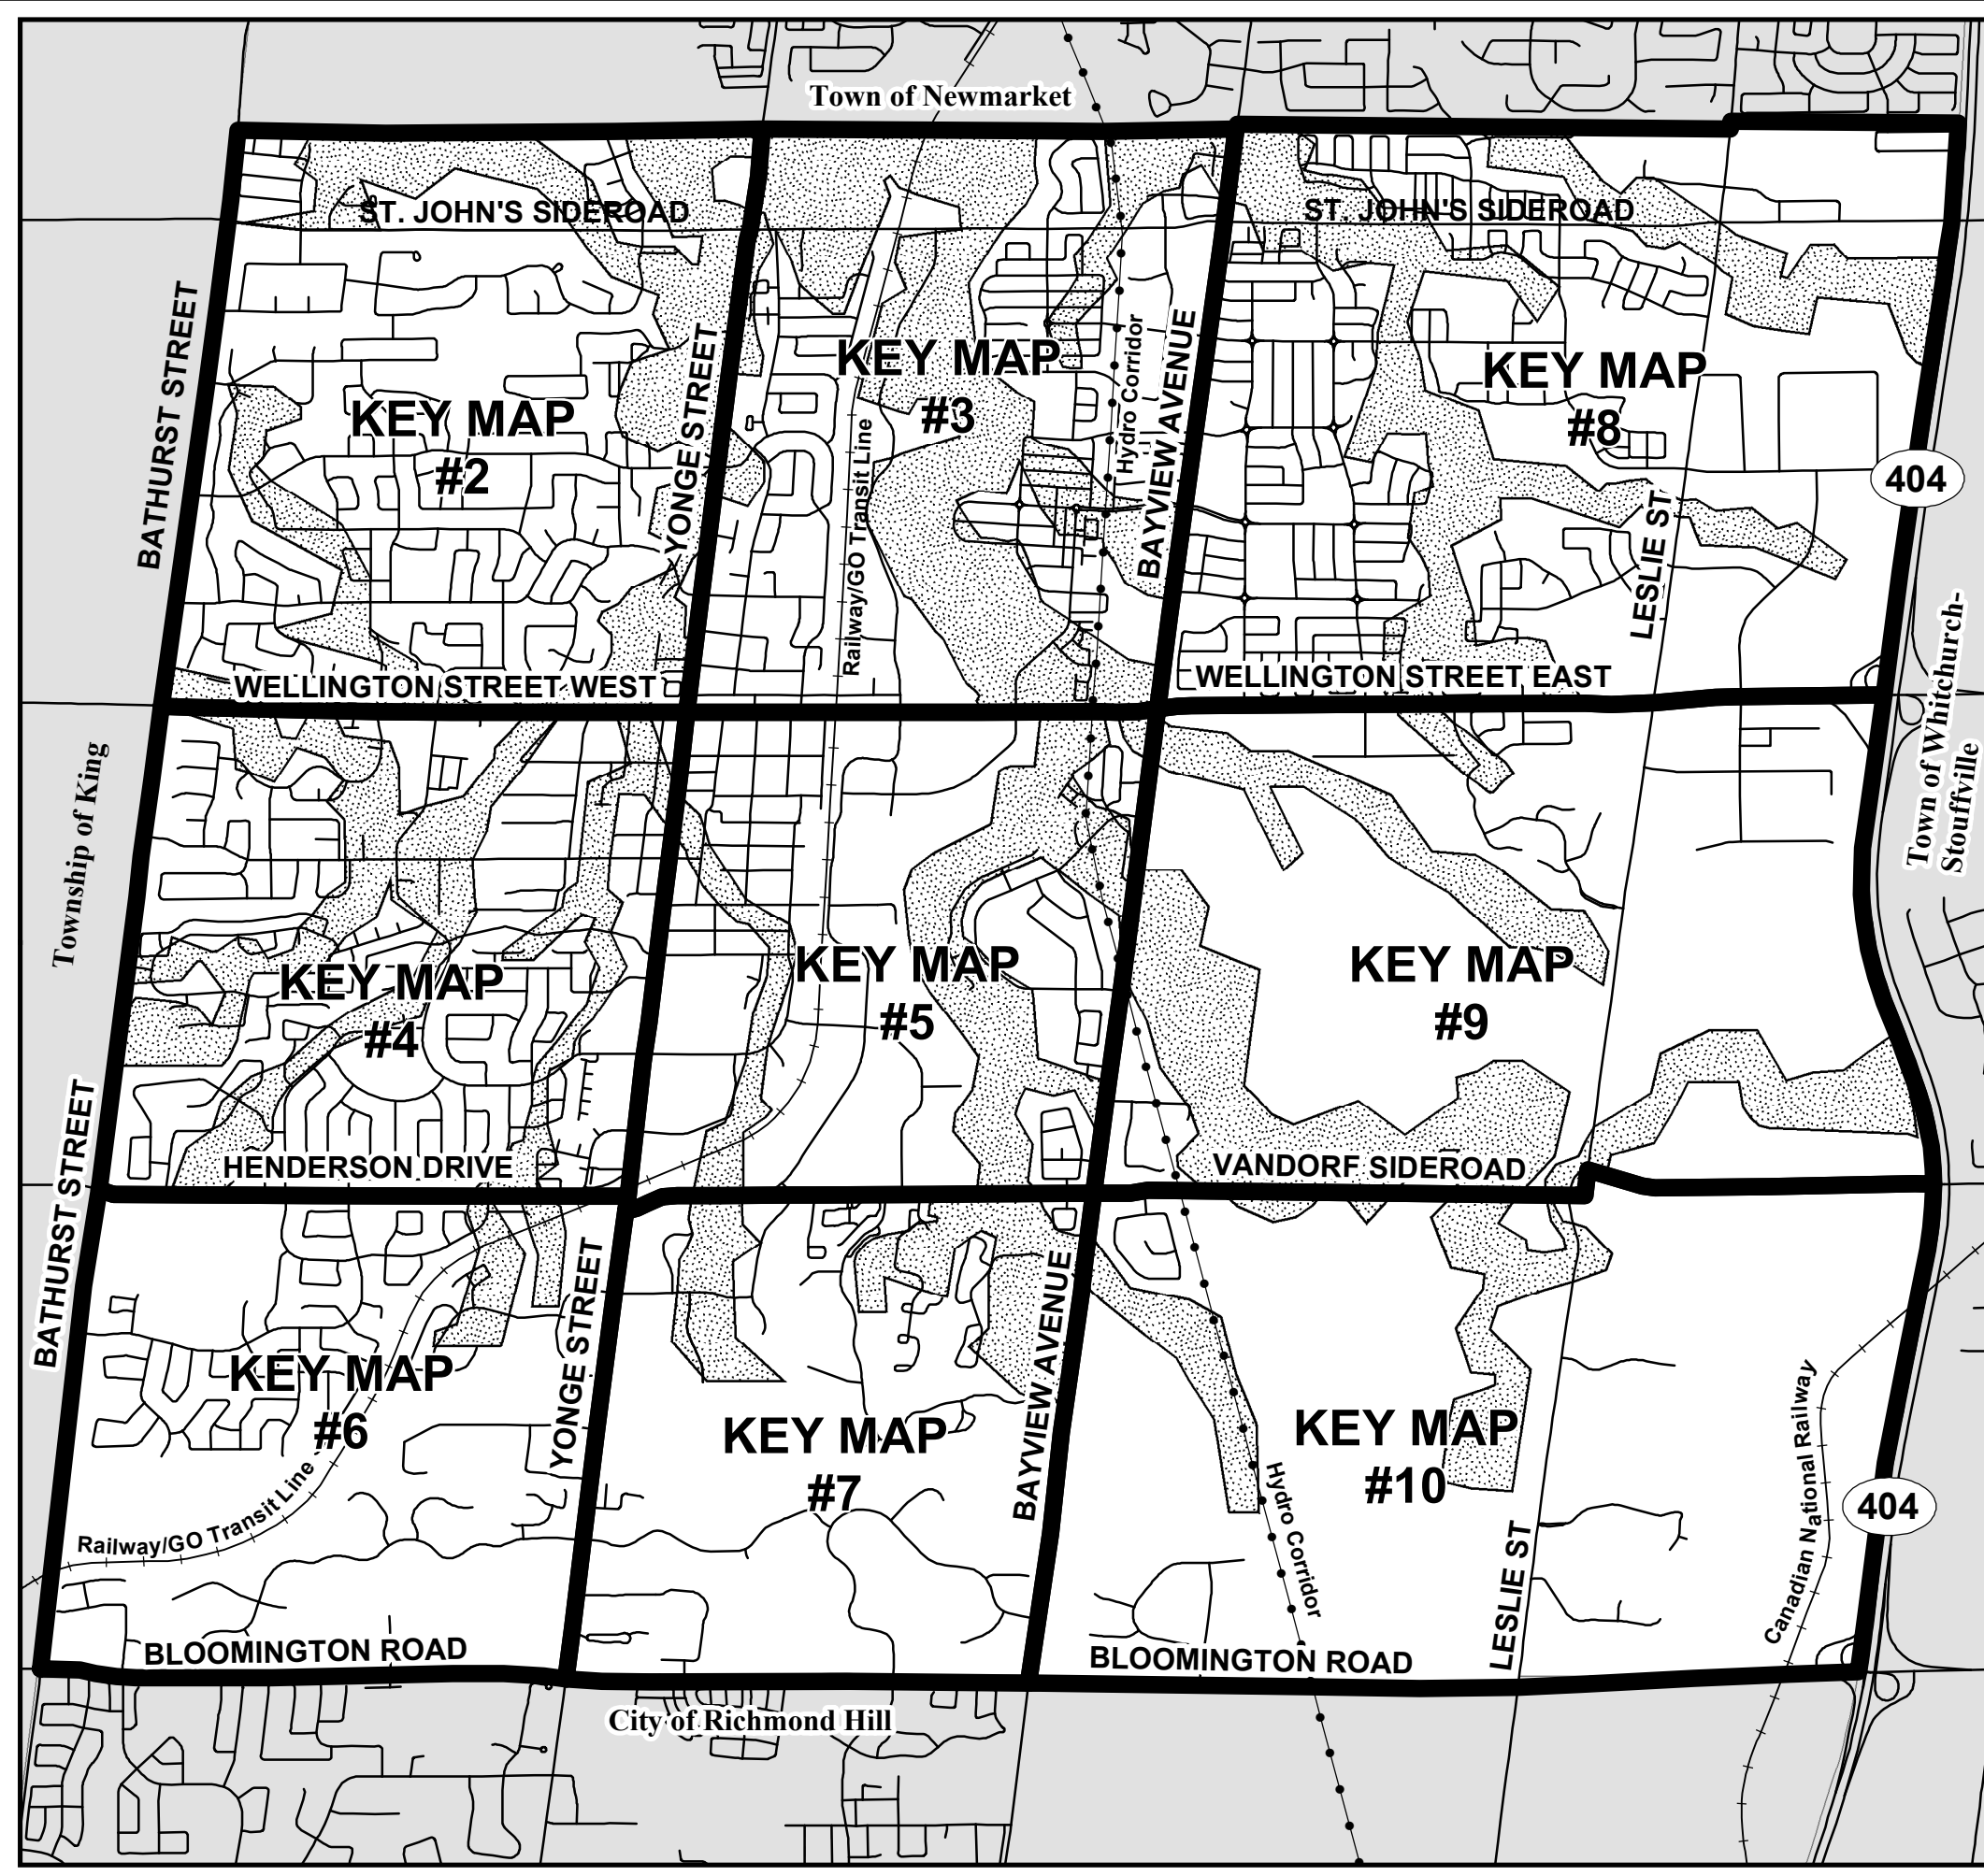 Town of Newmarket
ST. JOHN'S SIDEROAD
ST. JOHN'S SIDEROAD
BATHURST STREET
YONGE STREET
KEY MAP
#2
KEY MAP
#3
Railway/GO Transit Line
Hydro Corridor
BAYVIEW AVENUE
KEY MAP
#8
404
LESLIE ST
WELLINGTON STREET WEST
WELLINGTON STREET EAST
Town of Whitchurch-
Stouffville
Township of King
KEY MAP
#4
KEY MAP
#5
KEY MAP
#9
HENDERSON DRIVE
VANDORF SIDEROAD
BATHURST STREET
YONGE STREET
BAYVIEW AVENUE
KEY MAP
#6
KEY MAP
#7
KEY MAP
#10
Railway/GO Transit Line
Hydro Corridor
LESLIE ST
Canadian National Railway
404
BLOOMINGTON ROAD
BLOOMINGTON ROAD
City of Richmond Hill